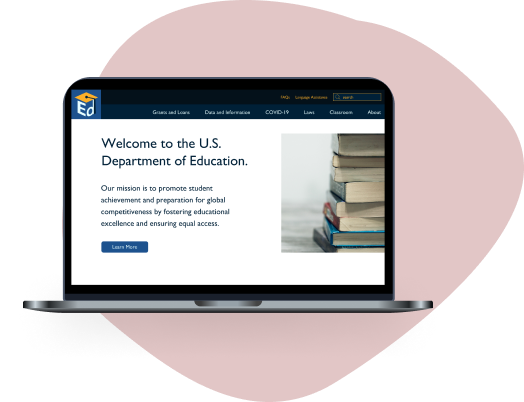 FAQs Language Assistance search
Ed
Grants and Loans Data and Information COVID-19 Laws Classroom About
Welcome to the U.S.
Department of Education.
Our mission is to promote student
achievement and preparation for global
competitiveness by fostering educational
excellence and ensuring equal access.
Learn More